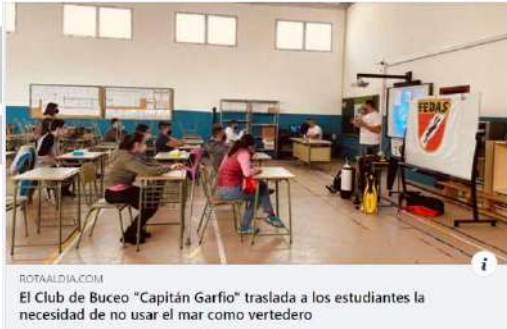 FEDAS
ROTAALDIA.COM
El Club de Buceo "Capitán Garfio" traslada a los estudiantes la
necesidad de no usar el mar como vertedero